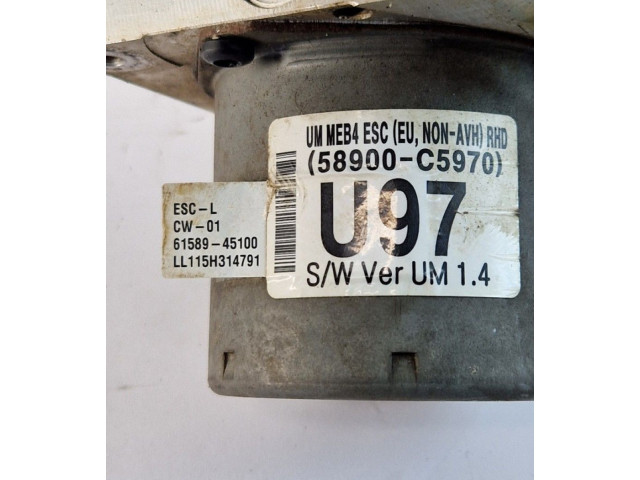 UM MEB4 ESC (EU, NON-AVH) RHD
(58900-C5970)
U97
S/W Ver UM 1.4
ESC-L
CW-01
61589-45100
LL115H314791